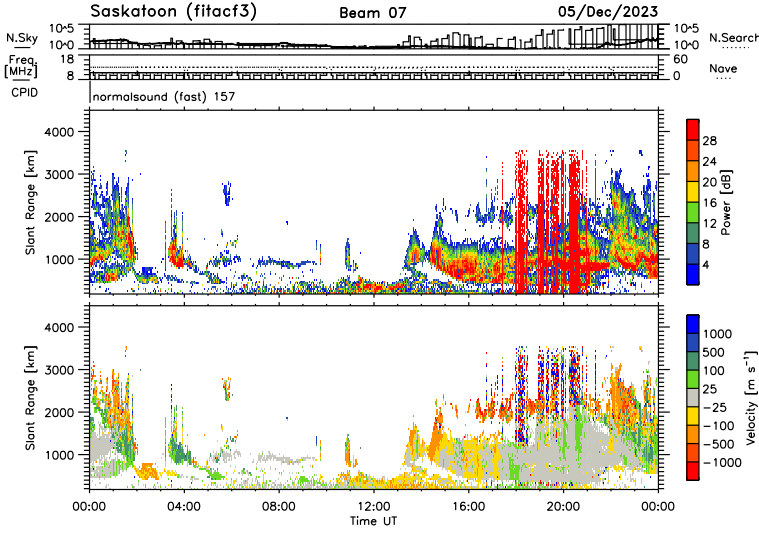 Saskatoon (fitacf3) Beam 07 05/Dec/2023
N.Sky 10^5 10^0 10^5 10^0 N.Search
Freq. [MHz] 18 8 60 0 Nave
CPID normalsound (fast) 157
Slant Range [km] 4000 3000 2000 1000
28 24 20 16 12 8 4 Power [dB]
Slant Range [km] 4000 3000 2000 1000
1000 500 100 25 −25 −100 −500 −1000 Velocity [m s⁻¹]
00:00 04:00 08:00 12:00 16:00 20:00 00:00
Time UT